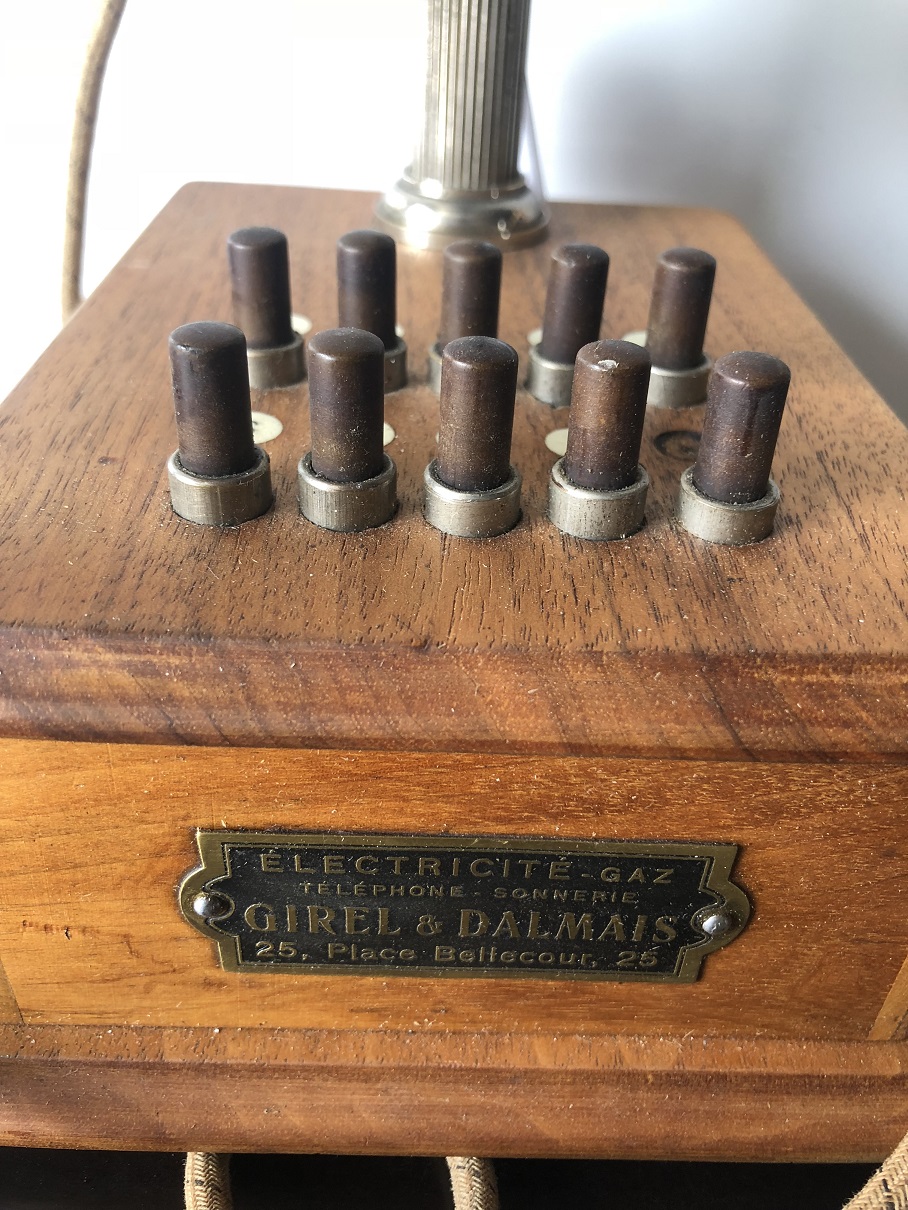 ÉLECTRICITÉ - GAZ
TÉLÉPHONE - SONNERIE
GIREL & DALMAIS
25, Place Bellecour, 25